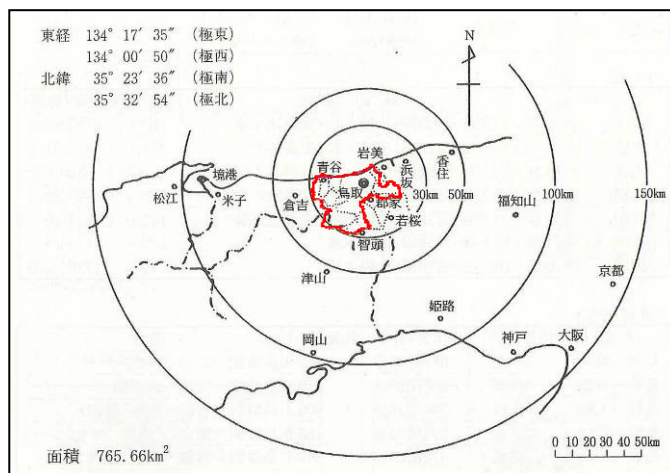 東経 134° 17′ 35″ (極東)
134° 00′ 50″ (極西)
北緯 35° 23′ 36″ (極南)
35° 32′ 54″ (極北)
N
香住
岩美
浜坂
青谷
境港
鳥取
松江
米子
倉吉
郡家
30km
50km
100km
150km
福知山
若桜
智頭
津山
京都
姫路
岡山
神戸
大阪
面積 765.66km²
0 10 20 30 40 50km